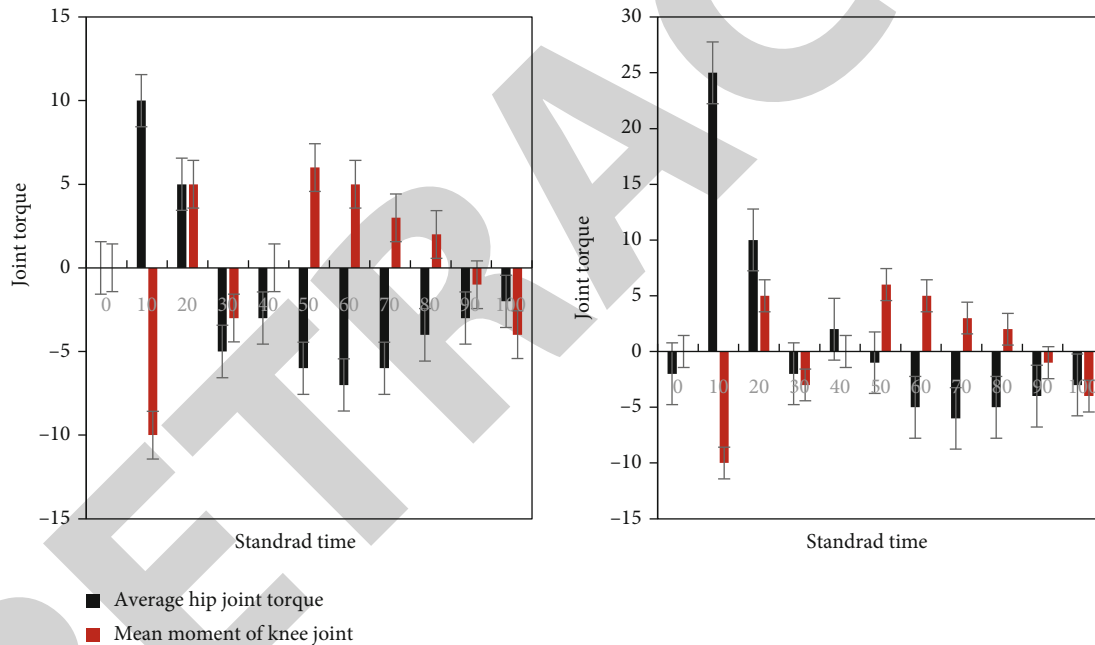 15
10
5
0
−5
−10
−15
Joint torque
0 10 20 30 40 50 60 70 80 90 100
Standrad time
30
25
20
15
10
5
0
−5
−10
−15
Joint torque
0 10 20 30 40 50 60 70 80 90 100
Standrad time
Average hip joint torque
Mean moment of knee joint
RETRAC